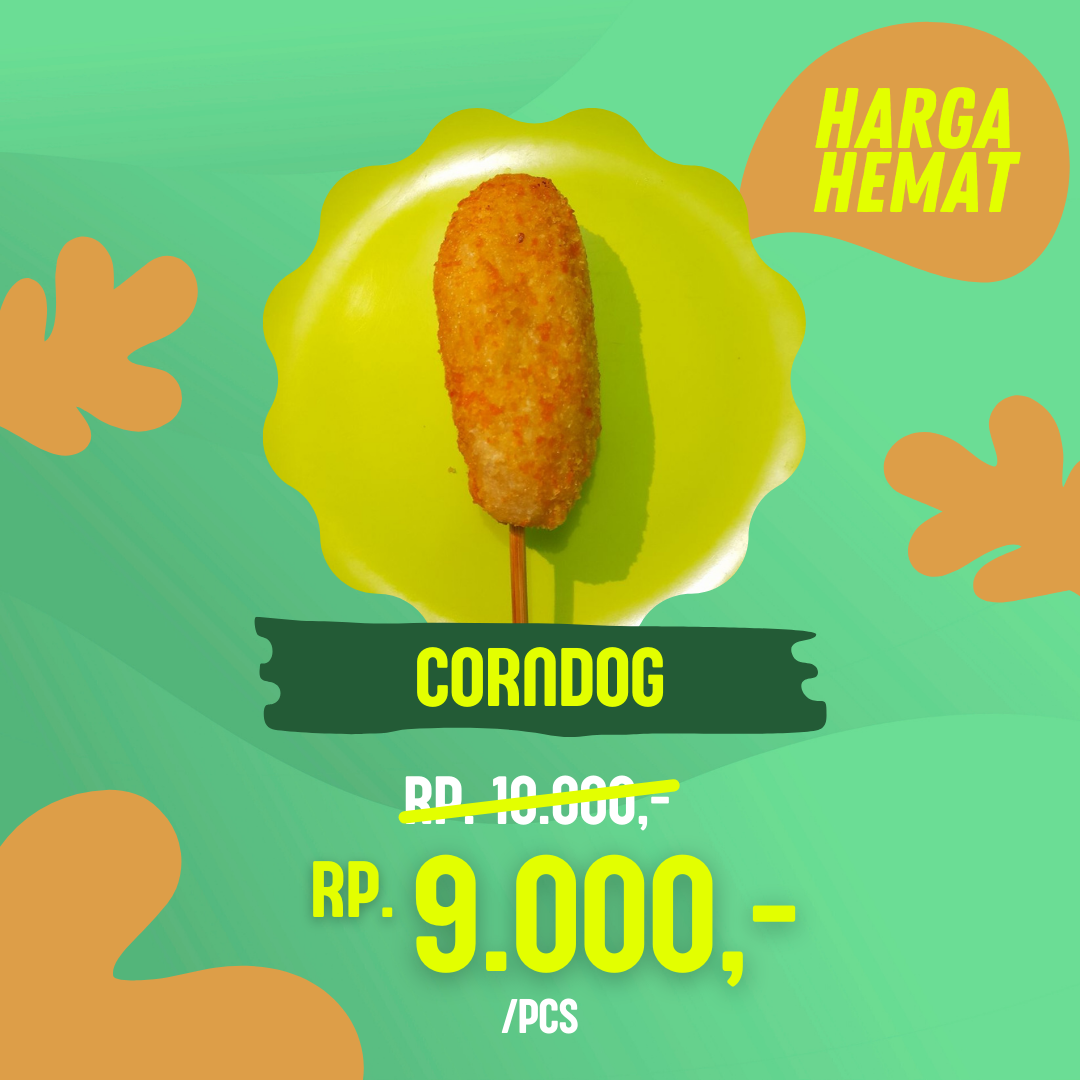 HARGA
HEMAT
CORNDOG
RP. 10.000,-
RP. 9.000,-
/PCS